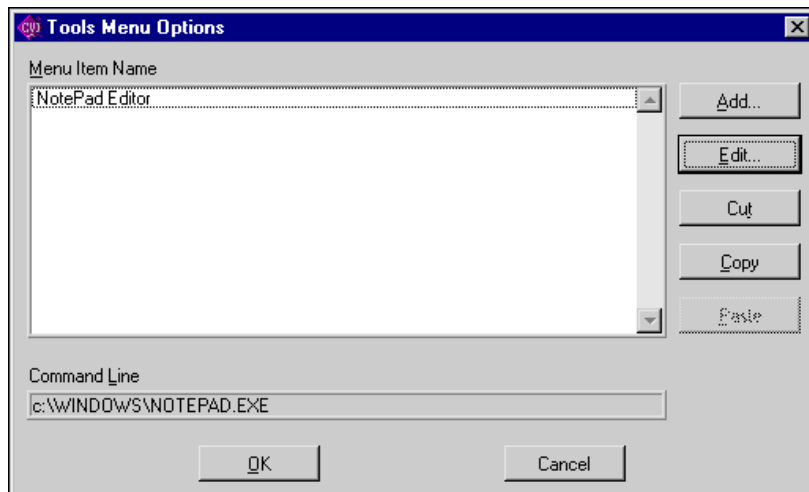 CVI Tools Menu Options
Menu Item Name
NotePad Editor
Add...
Edit...
Cut
Copy
Paste
Command Line
c:\WINDOWS\NOTEPAD.EXE
OK Cancel